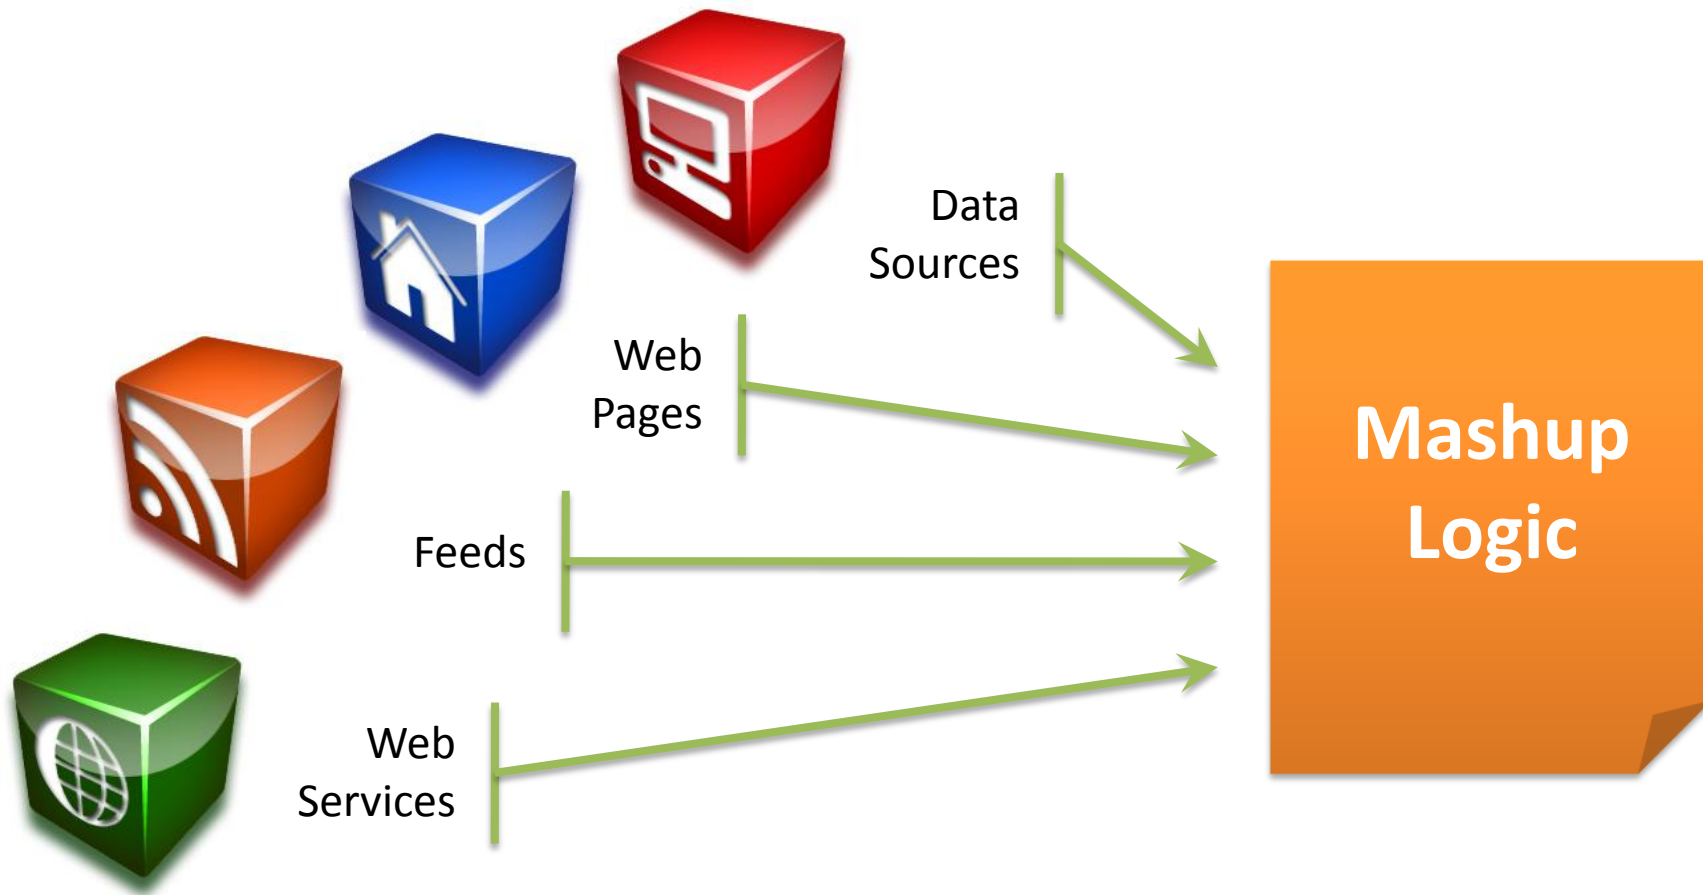 Data
Sources
Web
Pages
Feeds
Web
Services
Mashup
Logic